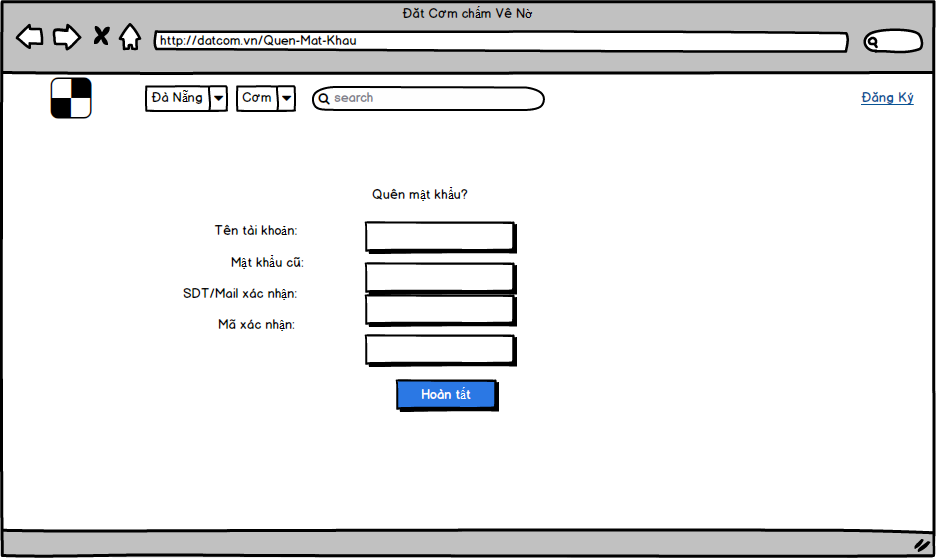 Đăt Cơm chấm Vê Nờ
http://datcom.vn/Quen-Mat-Khau
Đà Nẵng
Cơm
search
Đăng Ký
Quên mật khẩu?
Tên tài khoản:
Mật khẩu cũ:
SDT/Mail xác nhận:
Mã xác nhận:
Hoàn tất